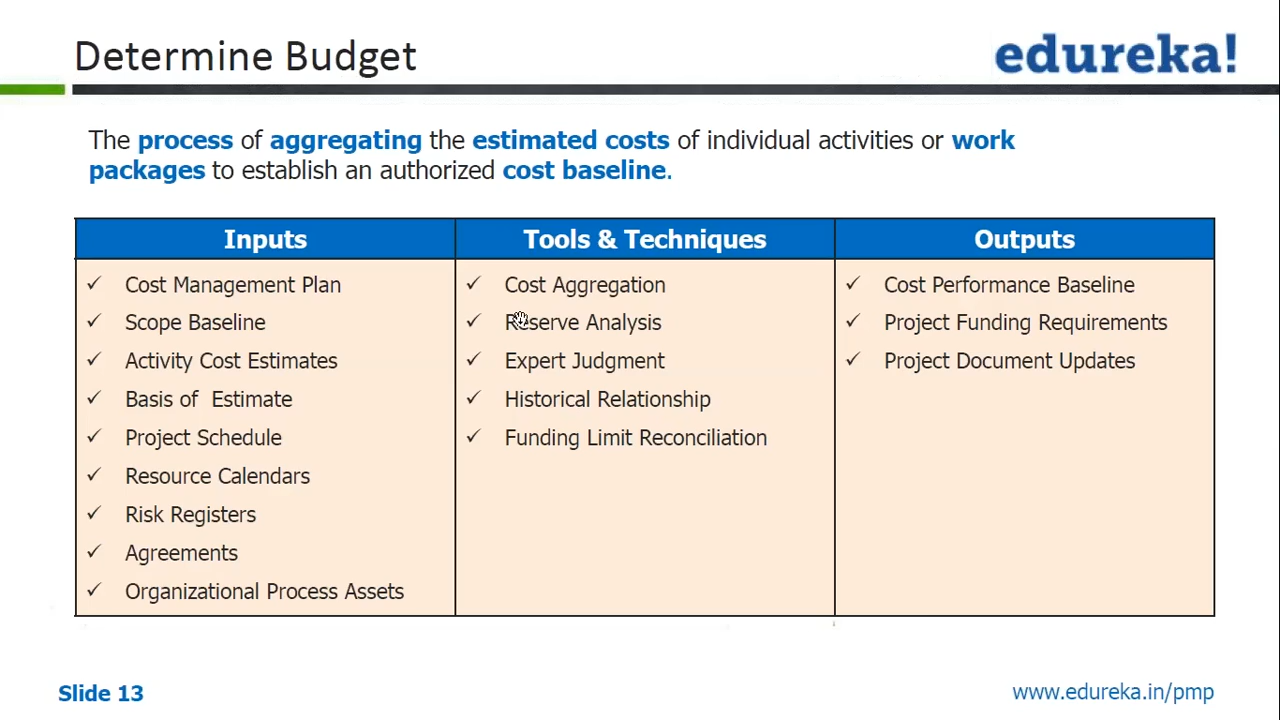 Determine Budget
edureka!
The process of aggregating the estimated costs of individual activities or work
packages to establish an authorized cost baseline.
Inputs
Cost Management Plan
Scope Baseline
Activity Cost Estimates
Basis of Estimate
Project Schedule
Resource Calendars
Risk Registers
Agreements
Organizational Process Assets
Tools & Techniques
Cost Aggregation
Reserve Analysis
Expert Judgment
Historical Relationship
Funding Limit Reconciliation
Outputs
Cost Performance Baseline
Project Funding Requirements
Project Document Updates
Slide 13
www.edureka.in/pmp